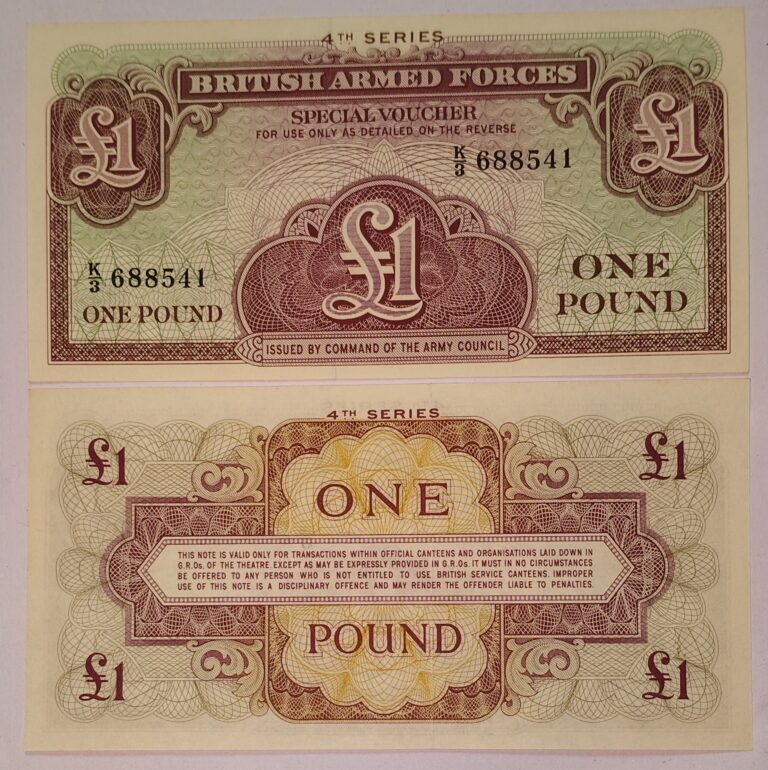 4TH SERIES
BRITISH ARMED FORCES
£1
£1
SPECIAL VOUCHER
FOR USE ONLY AS DETAILED ON THE REVERSE
K/3 688541
£1
K/3 688541
ONE POUND
ONE
POUND
ISSUED BY COMMAND OF THE ARMY COUNCIL
4TH SERIES
£1
£1
ONE
THIS NOTE IS VALID ONLY FOR TRANSACTIONS WITHIN OFFICIAL CANTEENS AND ORGANISATIONS LAID DOWN IN
G.R.Os. OF THE THEATRE. EXCEPT AS MAY BE EXPRESSLY PROVIDED IN G.R.Os. IT MUST IN NO CIRCUMSTANCES
BE OFFERED TO ANY PERSON WHO IS NOT ENTITLED TO USE BRITISH SERVICE CANTEENS. IMPROPER
USE OF THIS NOTE IS A DISCIPLINARY OFFENCE AND MAY RENDER THE OFFENDER LIABLE TO PENALTIES.
POUND
£1
£1